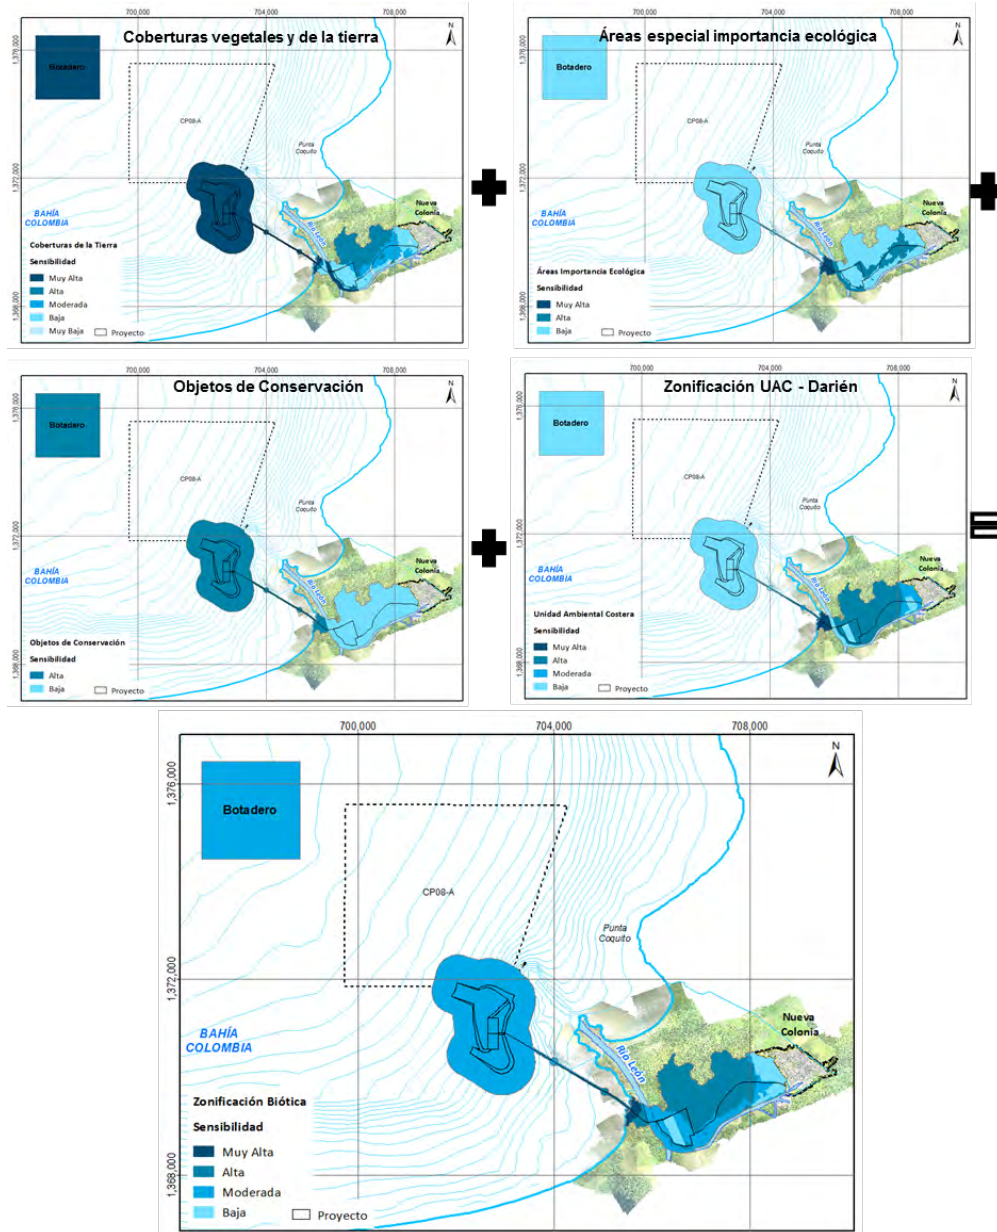 700,000 704,000 708,000
Coberturas vegetales y de la tierra
N
1,376,000
Botadero
CP08-A
Punta
Coquito
1,372,000
BAHÍA
COLOMBIA
Río León
Nueva
Colonia
Coberturas de la Tierra
Sensibilidad
Muy Alta
Alta
Moderada
Baja
Muy Baja
Proyecto
1,368,000
700,000 704,000 708,000
Áreas especial importancia ecológica
N
1,376,000
Botadero
CP08-A
Punta
Coquito
1,372,000
BAHÍA
COLOMBIA
Río León
Nueva
Colonia
Áreas Importancia Ecológica
Sensibilidad
Muy Alta
Alta
Baja
Proyecto
1,368,000
700,000 704,000 708,000
Objetos de Conservación
N
1,376,000
Botadero
CP08-A
Punta
Coquito
1,372,000
BAHÍA
COLOMBIA
Río León
Nueva
Colonia
Objetos de Conservación
Sensibilidad
Alta
Baja
Proyecto
1,368,000
700,000 704,000 708,000
Zonificación UAC - Darién
N
1,376,000
Botadero
CP08-A
Punta
Coquito
1,372,000
BAHÍA
COLOMBIA
Río León
Nueva
Colonia
Unidad Ambiental Costera
Sensibilidad
Muy Alta
Alta
Moderada
Baja
Proyecto
1,368,000
700,000 704,000 708,000
N
1,376,000
Botadero
CP08-A
Punta
Coquito
1,372,000
BAHÍA
COLOMBIA
Río León
Nueva
Colonia
Zonificación Biótica
Sensibilidad
Muy Alta
Alta
Moderada
Baja
Proyecto
1,368,000